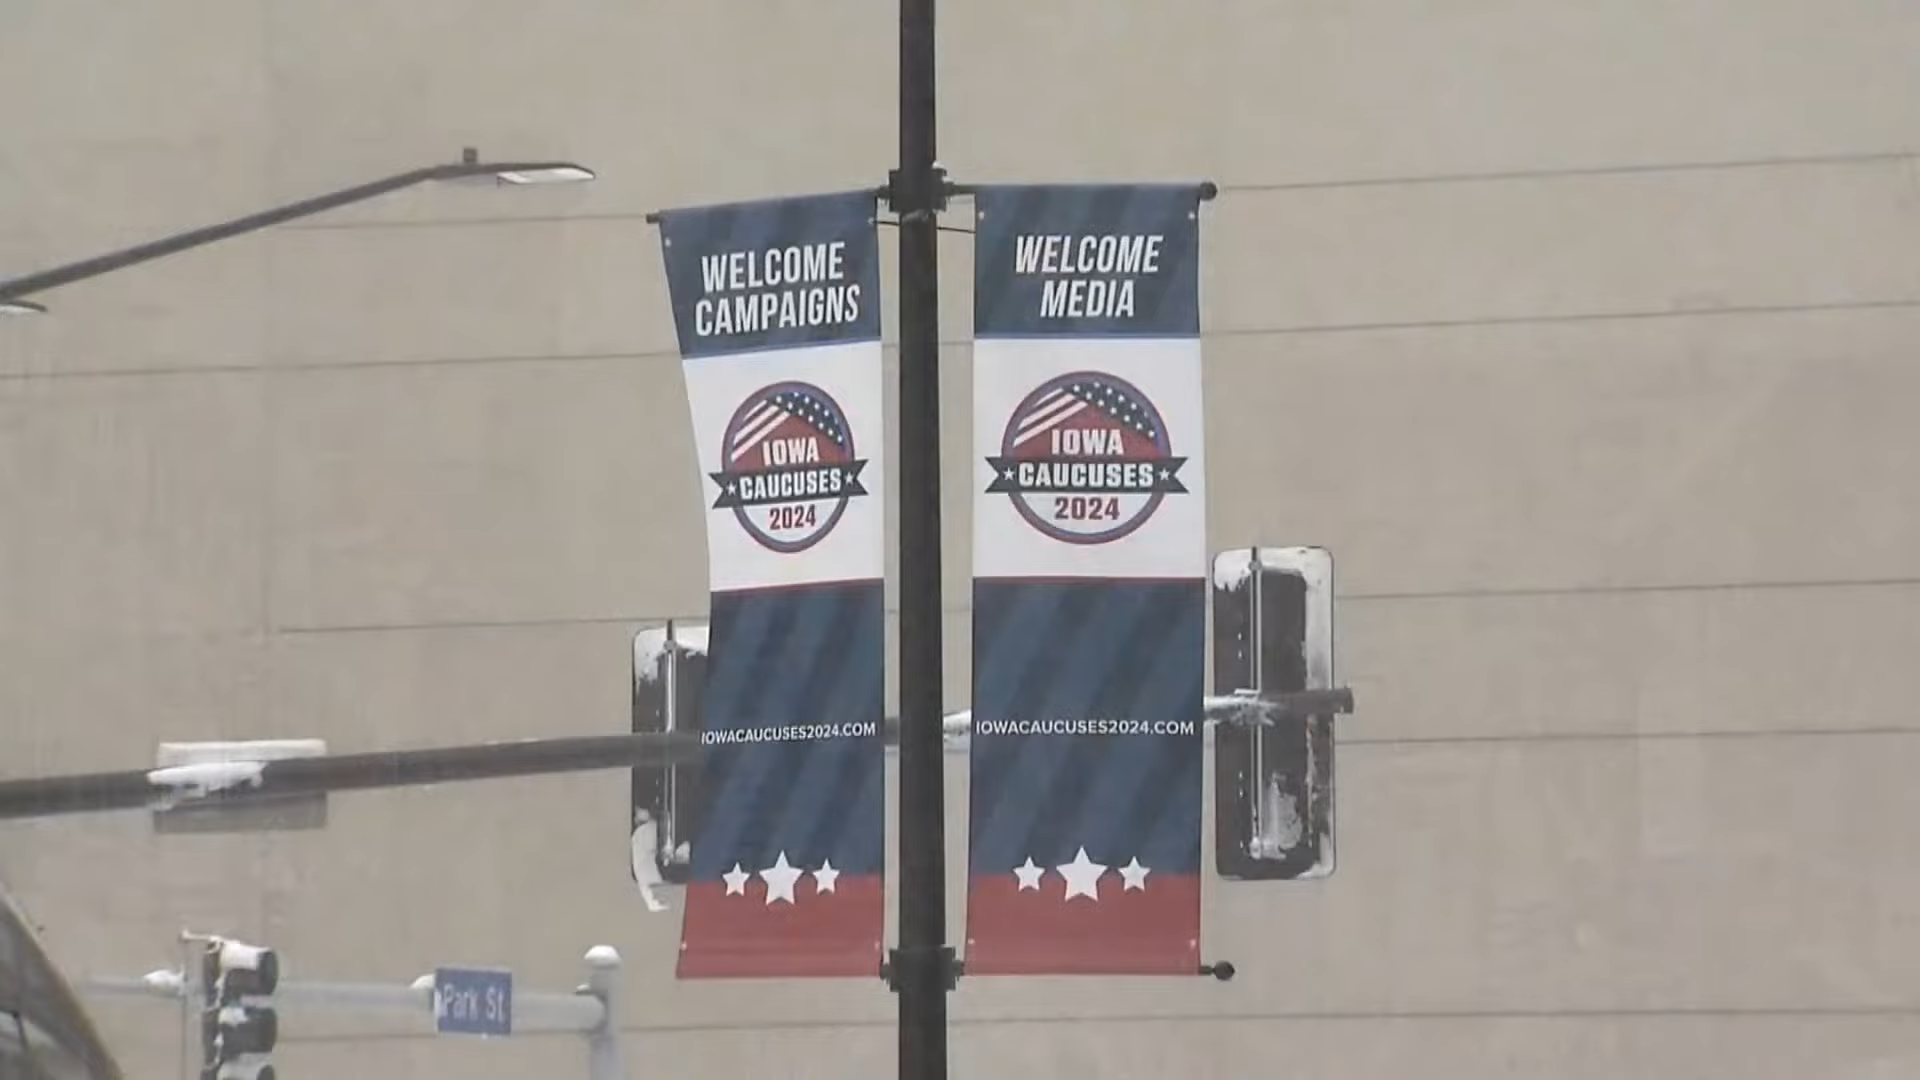 WELCOME
CAMPAIGNS
IOWA
CAUCUSES
2024
IOWACAUCUSES2024.COM
WELCOME
MEDIA
IOWA
CAUCUSES
2024
IOWACAUCUSES2024.COM
Park St